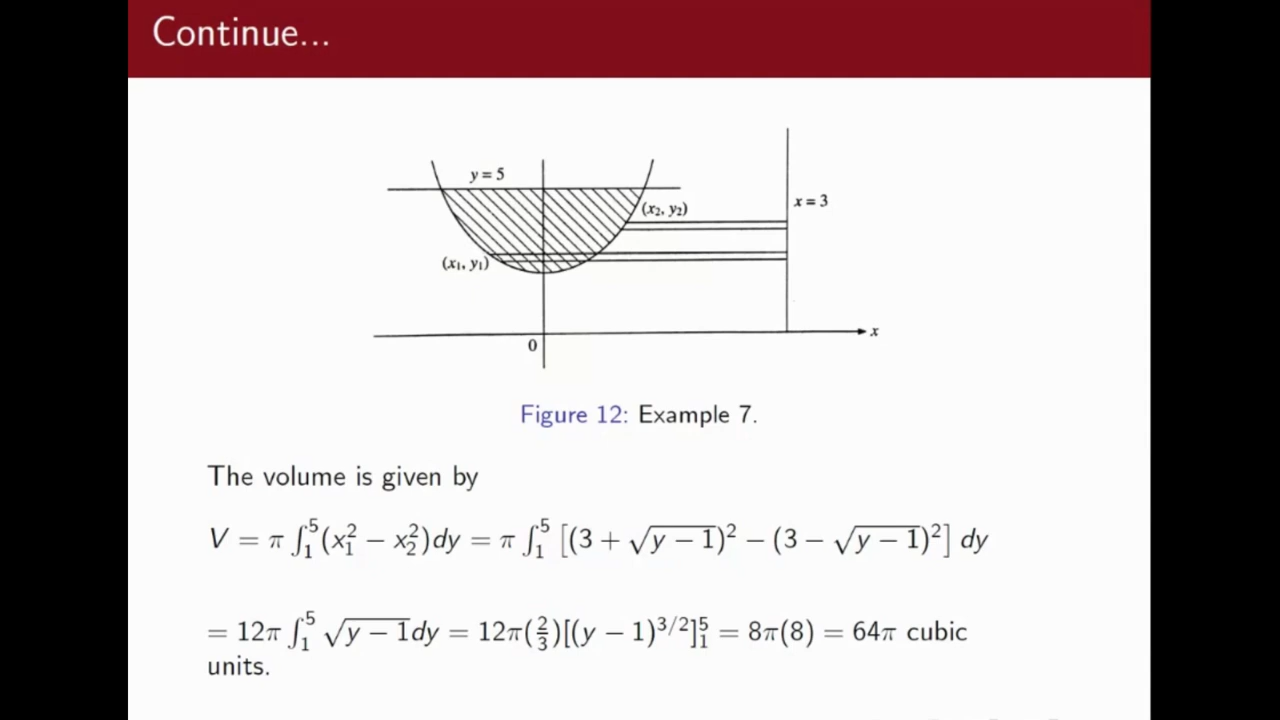 Continue...
y = 5
(x₂, y₂)
x = 3
(x₁, y₁)
x
0
Figure 12: Example 7.
The volume is given by
V = π ∫₁⁵(x₁² − x₂²)dy = π ∫₁⁵ [(3 + √(y − 1))² − (3 − √(y − 1))²] dy
= 12π ∫₁⁵ √(y − 1)dy = 12π(2/3)[(y − 1)^{3/2}]₁⁵ = 8π(8) = 64π cubic
units.